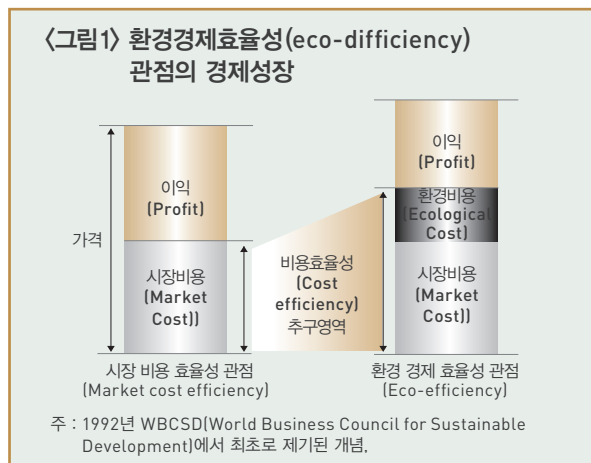 〈그림1〉 환경경제효율성(eco-difficiency)
관점의 경제성장
가격
이익
(Profit)
시장비용
(Market
Cost))
비용효율성
(Cost
efficiency)
추구영역
이익
(Profit)
환경비용
(Ecological
Cost)
시장비용
(Market
Cost))
시장 비용 효율성 관점
(Market cost efficiency)
환경 경제 효율성 관점
(Eco-efficiency)
주 : 1992년 WBCSD(World Business Council for Sustainable
Development)에서 최초로 제기된 개념.